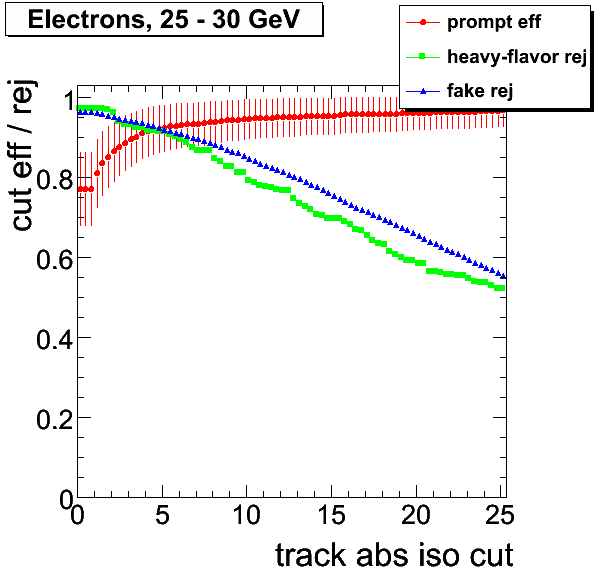 Electrons, 25 - 30 GeV
prompt eff
heavy-flavor rej
fake rej
cut eff / rej
1
0.8
0.6
0.4
0.2
0
0 5 10 15 20 25
track abs iso cut